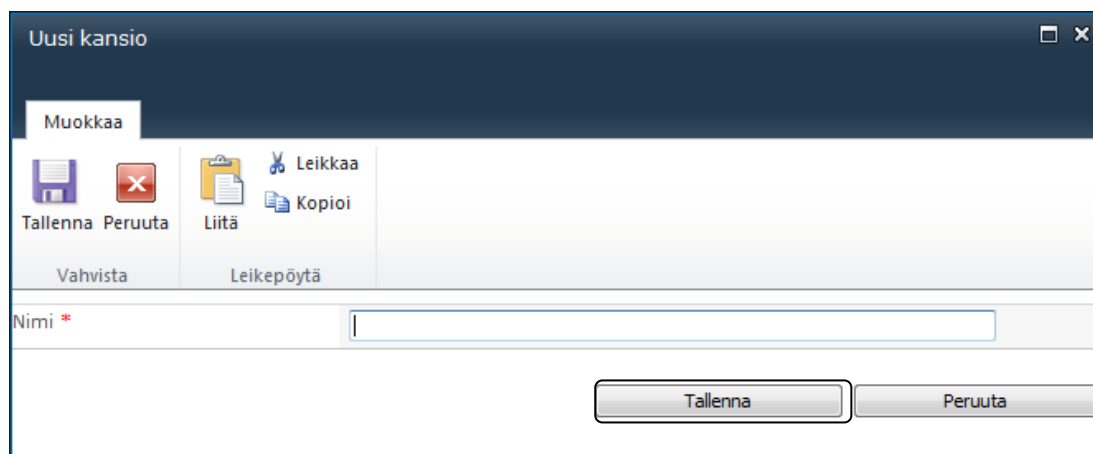 Uusi kansio
Muokkaa
Leikkaa
Kopioi
Tallenna Peruuta Liitä
Vahvista Leikepöytä
Nimi *
Tallenna Peruuta